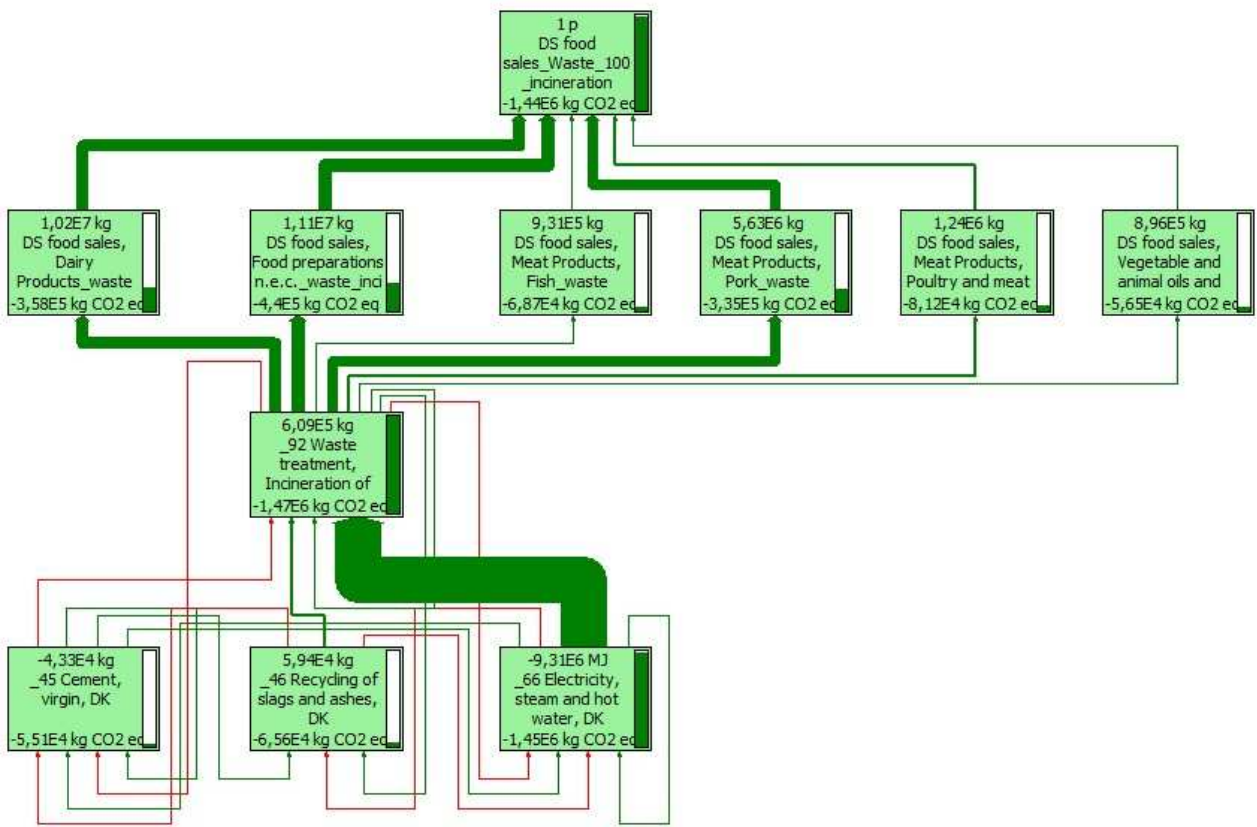 1 p
DS food
sales_Waste_100
_incineration
-1,44E6 kg CO2 eq
1,02E7 kg
DS food sales,
Dairy
Products_waste
-3,58E5 kg CO2 eq
1,11E7 kg
DS food sales,
Food preparations
n.e.c._waste_inci
-4,4E5 kg CO2 eq
9,31E5 kg
DS food sales,
Meat Products,
Fish_waste
-6,87E4 kg CO2 eq
5,63E6 kg
DS food sales,
Meat Products,
Pork_waste
-3,35E5 kg CO2 eq
1,24E6 kg
DS food sales,
Meat Products,
Poultry and meat
-8,12E4 kg CO2 eq
8,96E5 kg
DS food sales,
Vegetable and
animal oils and
-5,65E4 kg CO2 eq
6,09E5 kg
_92 Waste
treatment,
Incineration of
-1,47E6 kg CO2 eq
-4,33E4 kg
_45 Cement,
virgin, DK
-5,51E4 kg CO2 eq
5,94E4 kg
_46 Recycling of
slags and ashes,
DK
-6,56E4 kg CO2 eq
-9,31E6 MJ
_66 Electricity,
steam and hot
water, DK
-1,45E6 kg CO2 eq